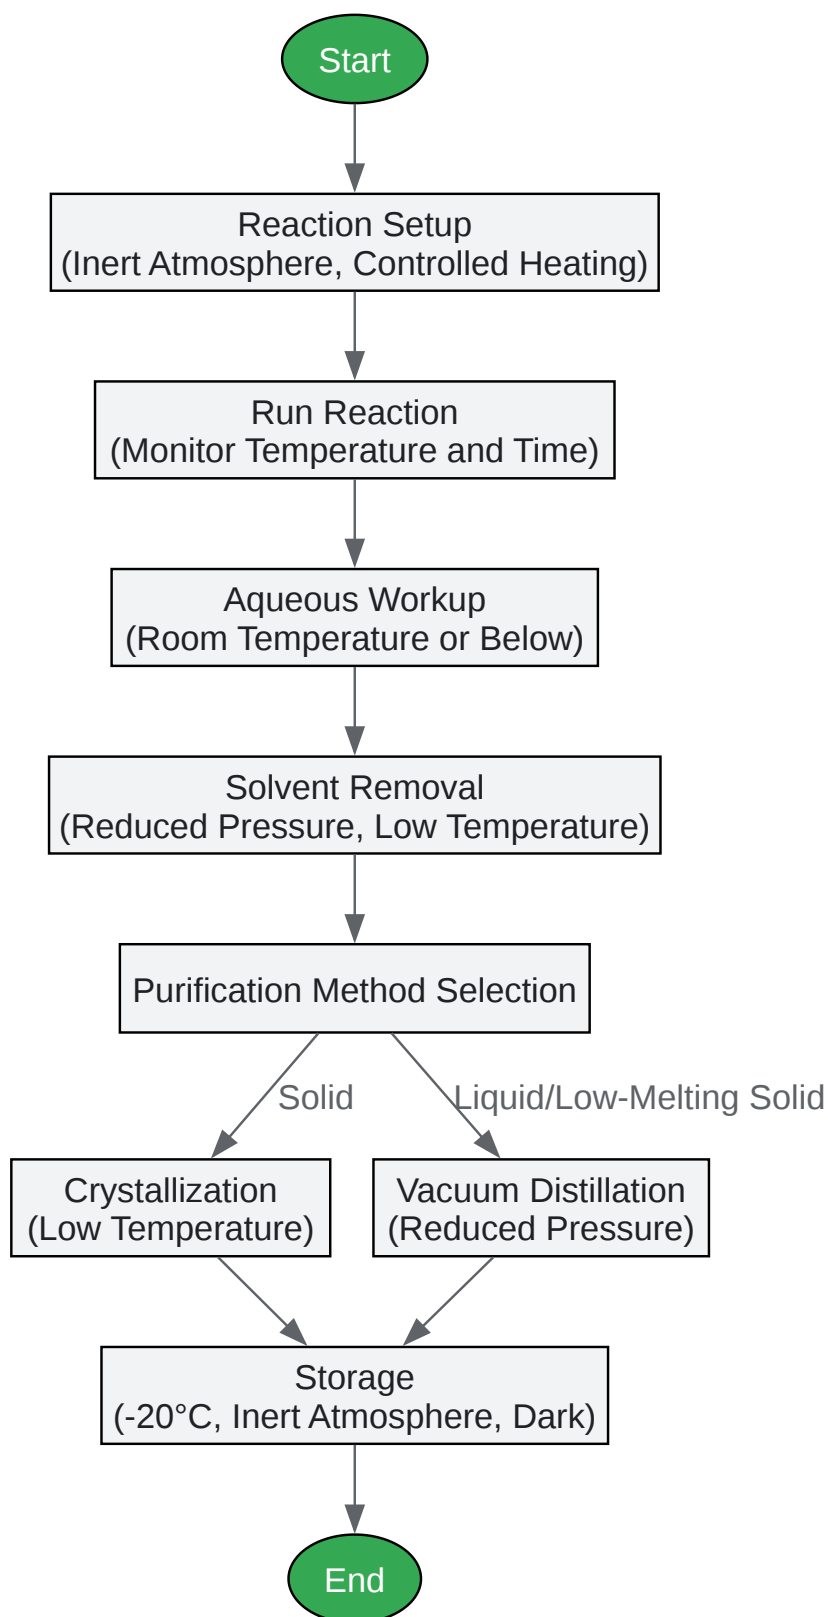 Start
Reaction Setup
(Inert Atmosphere, Controlled Heating)
Run Reaction
(Monitor Temperature and Time)
Aqueous Workup
(Room Temperature or Below)
Solvent Removal
(Reduced Pressure, Low Temperature)
Purification Method Selection
Solid
Liquid/Low-Melting Solid
Crystallization
(Low Temperature)
Vacuum Distillation
(Reduced Pressure)
Storage
(-20°C, Inert Atmosphere, Dark)
End